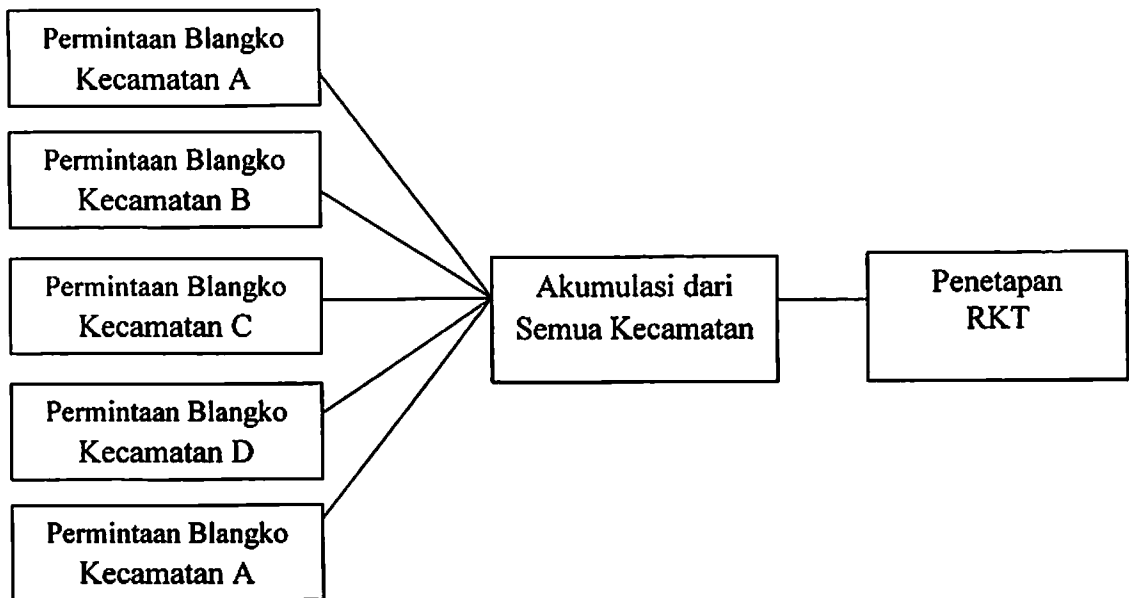 Permintaan Blangko
Kecamatan A
Permintaan Blangko
Kecamatan B
Permintaan Blangko
Kecamatan C
Permintaan Blangko
Kecamatan D
Permintaan Blangko
Kecamatan A
Akumulasi dari
Semua Kecamatan
Penetapan
RKT